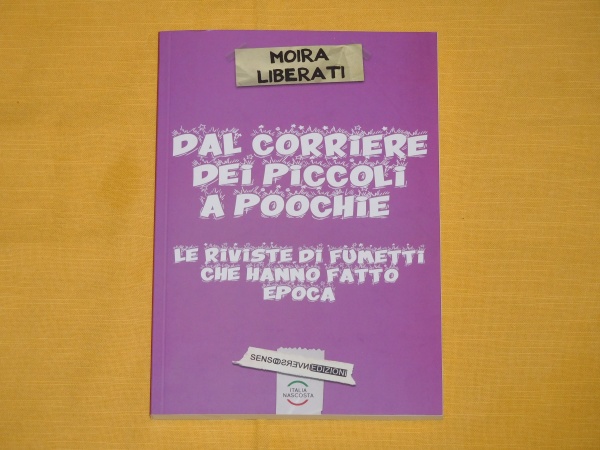 MOIRA
LIBERATI
DAL CORRIERE
DEI PICCOLI
A POOCHIE
LE RIVISTE DI FUMETTI
CHE HANNO FATTO
EPOCA
SENSOINVERSOEDIZIONI
ITALIA
NASCOSTA